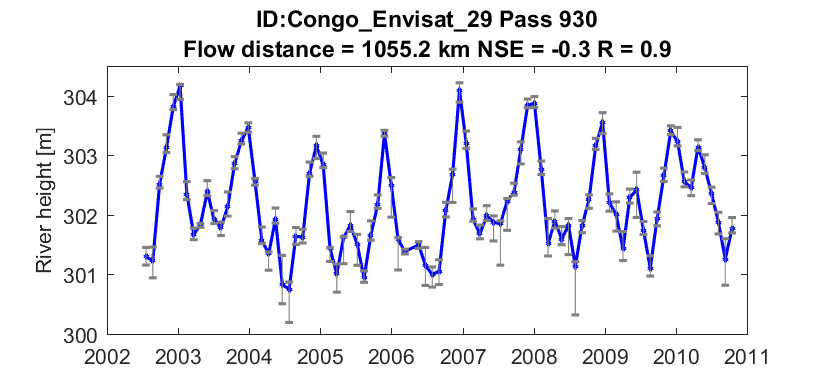 ID:Congo_Envisat_29 Pass 930
Flow distance = 1055.2 km NSE = -0.3 R = 0.9
River height [m]
304
303
302
301
300
2002 2003 2004 2005 2006 2007 2008 2009 2010 2011